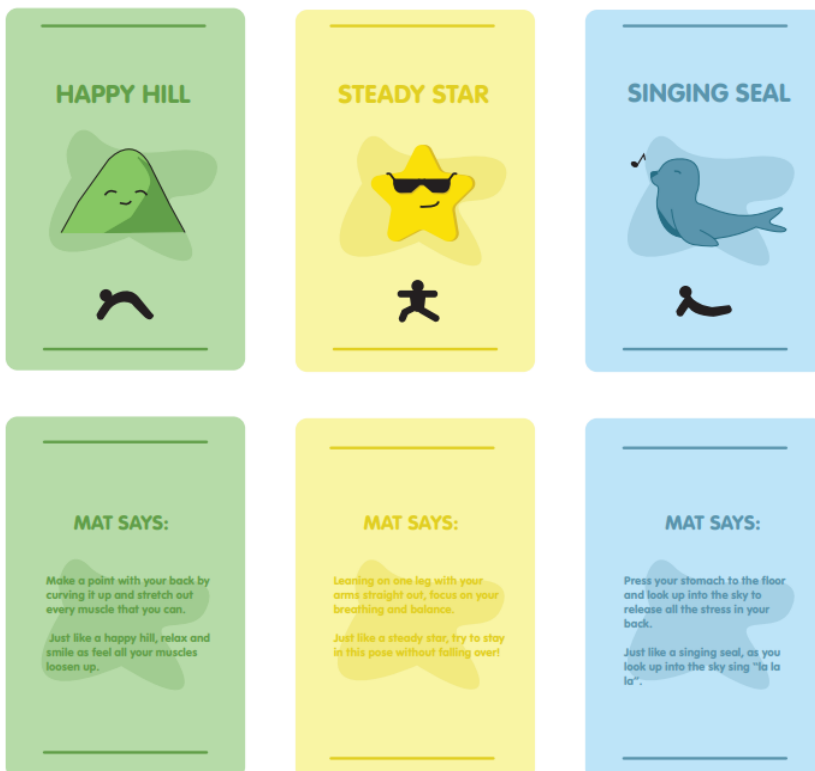 HAPPY HILL
STEADY STAR
SINGING SEAL
MAT SAYS:
Make a point with your back by
curving it up and stretch out
every muscle that you can.
Just like a happy hill, relax and
smile as feel all your muscles
loosen up.
MAT SAYS:
Leaning on one leg with your
arms straight out, focus on your
breathing and balance.
Just like a steady star, try to stay
in this pose without falling over!
MAT SAYS:
Press your stomach to the floor
and look up into the sky to
release all the stress in your
back.
Just like a singing seal, as you
look up into the sky sing "la la
la".